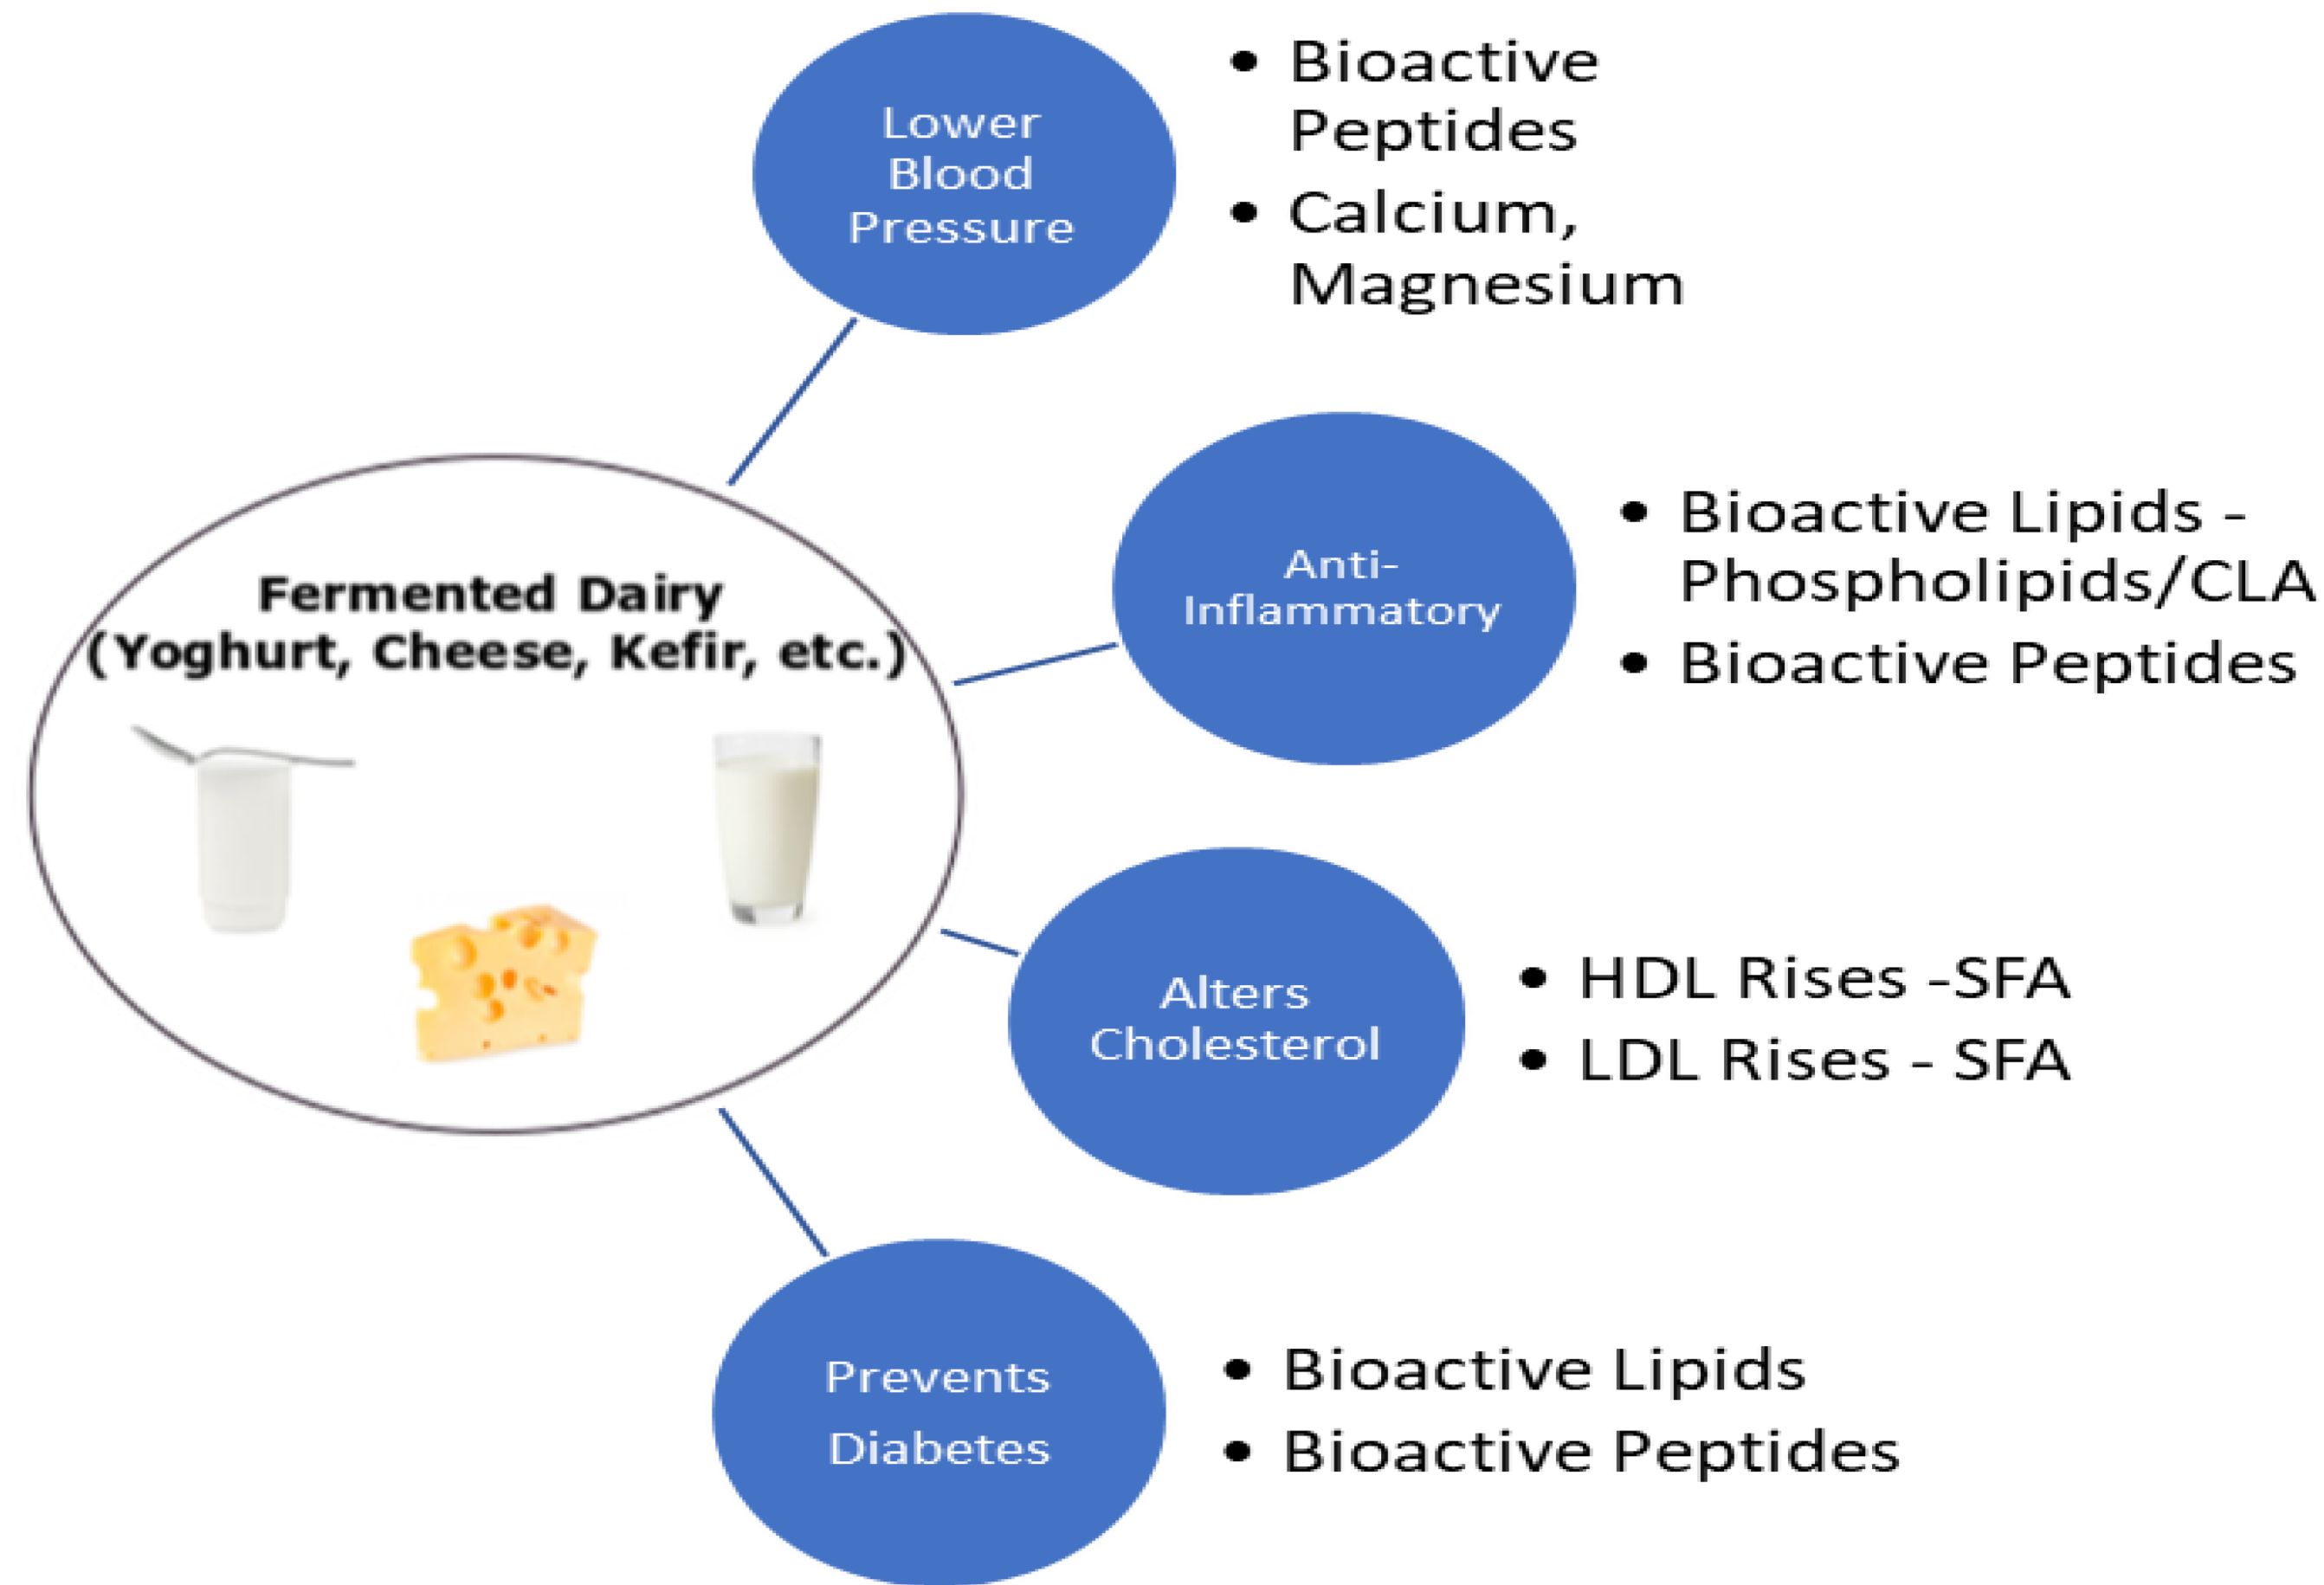 Fermented Dairy
(Yoghurt, Cheese, Kefir, etc.)
Lower
Blood
Pressure
• Bioactive
Peptides
• Calcium,
Magnesium
Anti-
Inflammatory
• Bioactive Lipids -
Phospholipids/CLA
• Bioactive Peptides
Alters
Cholesterol
• HDL Rises -SFA
• LDL Rises - SFA
Prevents
Diabetes
• Bioactive Lipids
• Bioactive Peptides